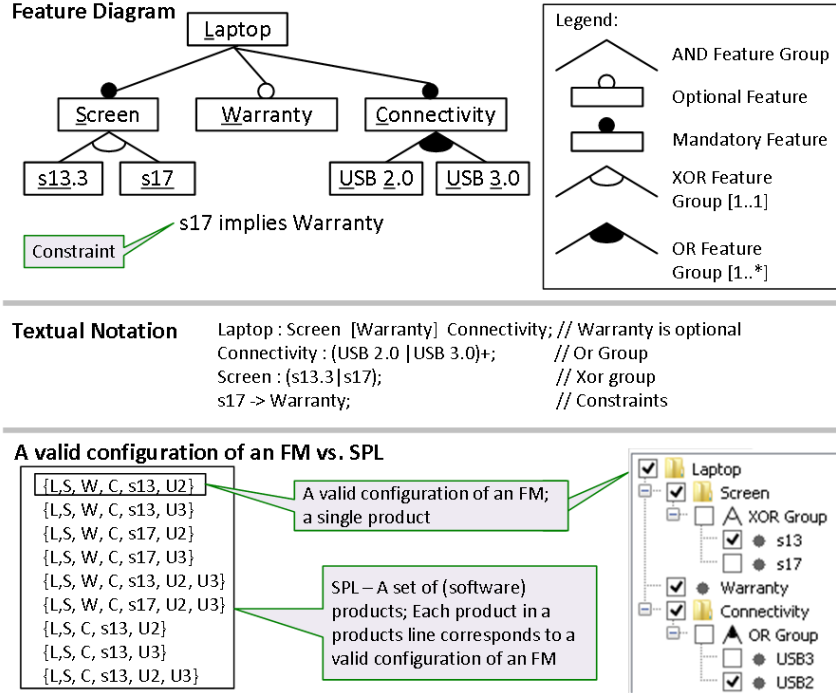 Feature Diagram
Laptop
Screen
Warranty
Connectivity
s13.3
s17
USB 2.0
USB 3.0
s17 implies Warranty
Constraint
Legend:
AND Feature Group
Optional Feature
Mandatory Feature
XOR Feature
Group [1..1]
OR Feature
Group [1..*]
Textual Notation
Laptop : Screen [Warranty] Connectivity; // Warranty is optional
Connectivity : (USB 2.0 | USB 3.0)+; // Or Group
Screen : (s13.3|s17); // Xor group
s17 -> Warranty; // Constraints
A valid configuration of an FM vs. SPL
{L,S, W, C, s13, U2}
{L,S, W, C, s13, U3}
{L,S, W, C, s17, U2}
{L,S, W, C, s17, U3}
{L,S, W, C, s13, U2, U3}
{L,S, W, C, s17, U2, U3}
{L,S, C, s13, U2}
{L,S, C, s13, U3}
{L,S, C, s13, U2, U3}
A valid configuration of an FM;
a single product
SPL – A set of (software)
products; Each product in a
products line corresponds to a
valid configuration of an FM
Laptop
Screen
XOR Group
s13
s17
Warranty
Connectivity
OR Group
USB3
USB2